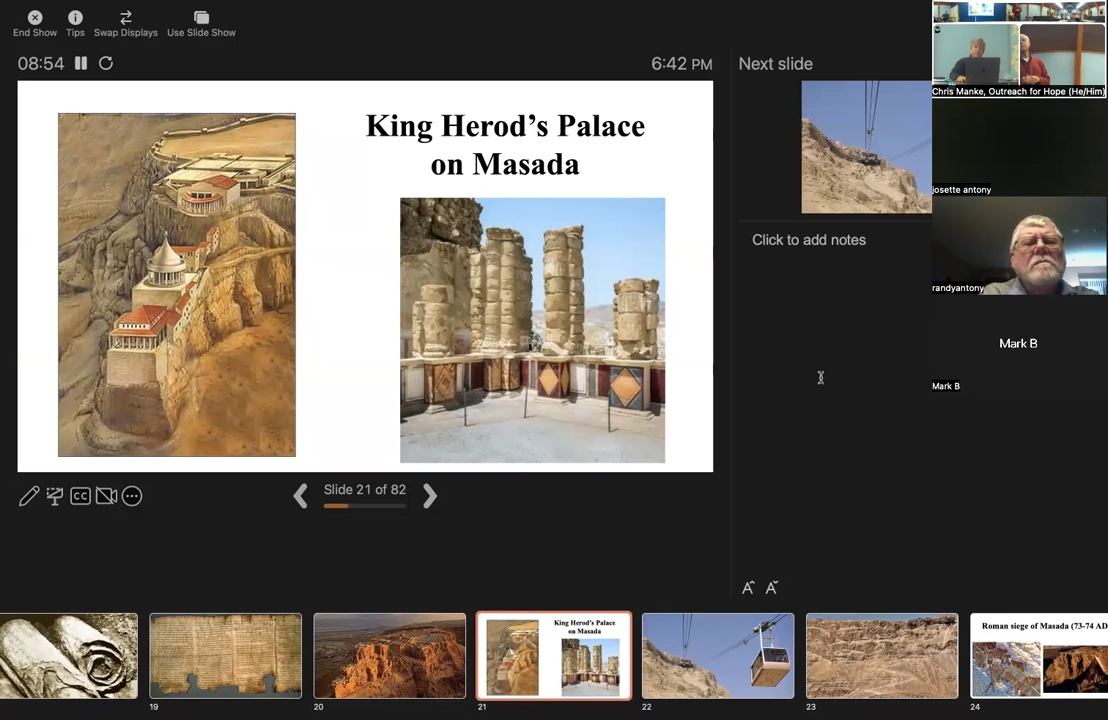 End Show Tips Swap Displays Use Slide Show
08:54
6:42 PM
Next slide
King Herod’s Palace
on Masada
Click to add notes
Chris Manke, Outreach for Hope (He/Him)
josette antony
randyantony
Mark B
Mark B
CC
Slide 21 of 82
A A
King Herod’s Palace
on Masada
Roman siege of Masada (73-74 AD
19
20
21
22
23
24